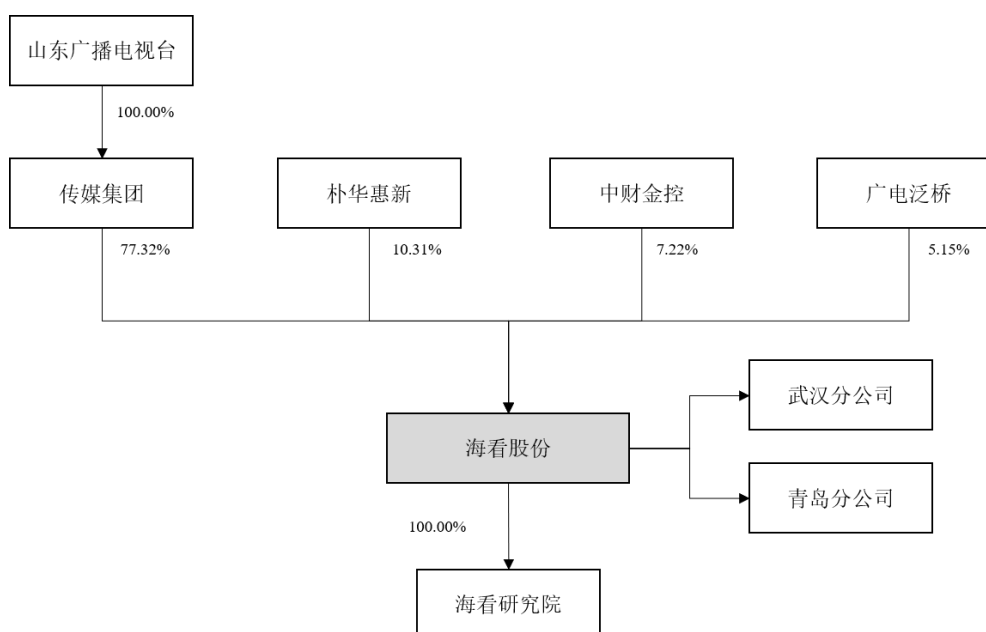 山东广播电视台
100.00%
传媒集团
朴华惠新
中财金控
广电泛桥
77.32%
10.31%
7.22%
5.15%
武汉分公司
海看股份
青岛分公司
100.00%
海看研究院